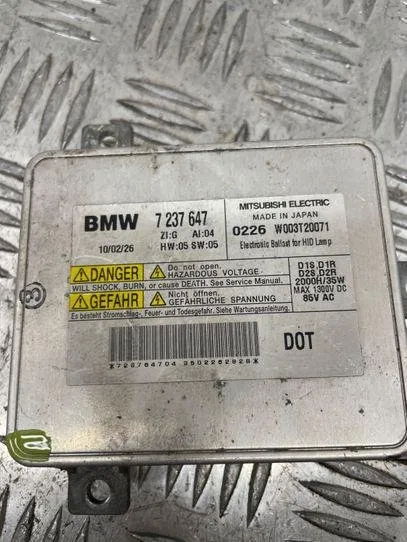 BMW 7 237 647
ZI:G AI:04
10/02/26 HW:05 SW:05
MITSUBISHI ELECTRIC
MADE IN JAPAN
0226 W003T20071
Electronic Ballast for HID Lamp
DANGER Do not open. HAZARDOUS VOLTAGE
WILL SHOCK, BURN, or cause DEATH. See Service Manual.
GEFAHR Nicht öffnen. GEFÄHRLICHE SPANNUNG
Es besteht Stromschlag-, Feuer- und Todesgefahr. Siehe Wartungsanleitung.
D1S,D1R
D2S,D2R
2000H/35W
MAX 1300V DC
85V AC
DOT